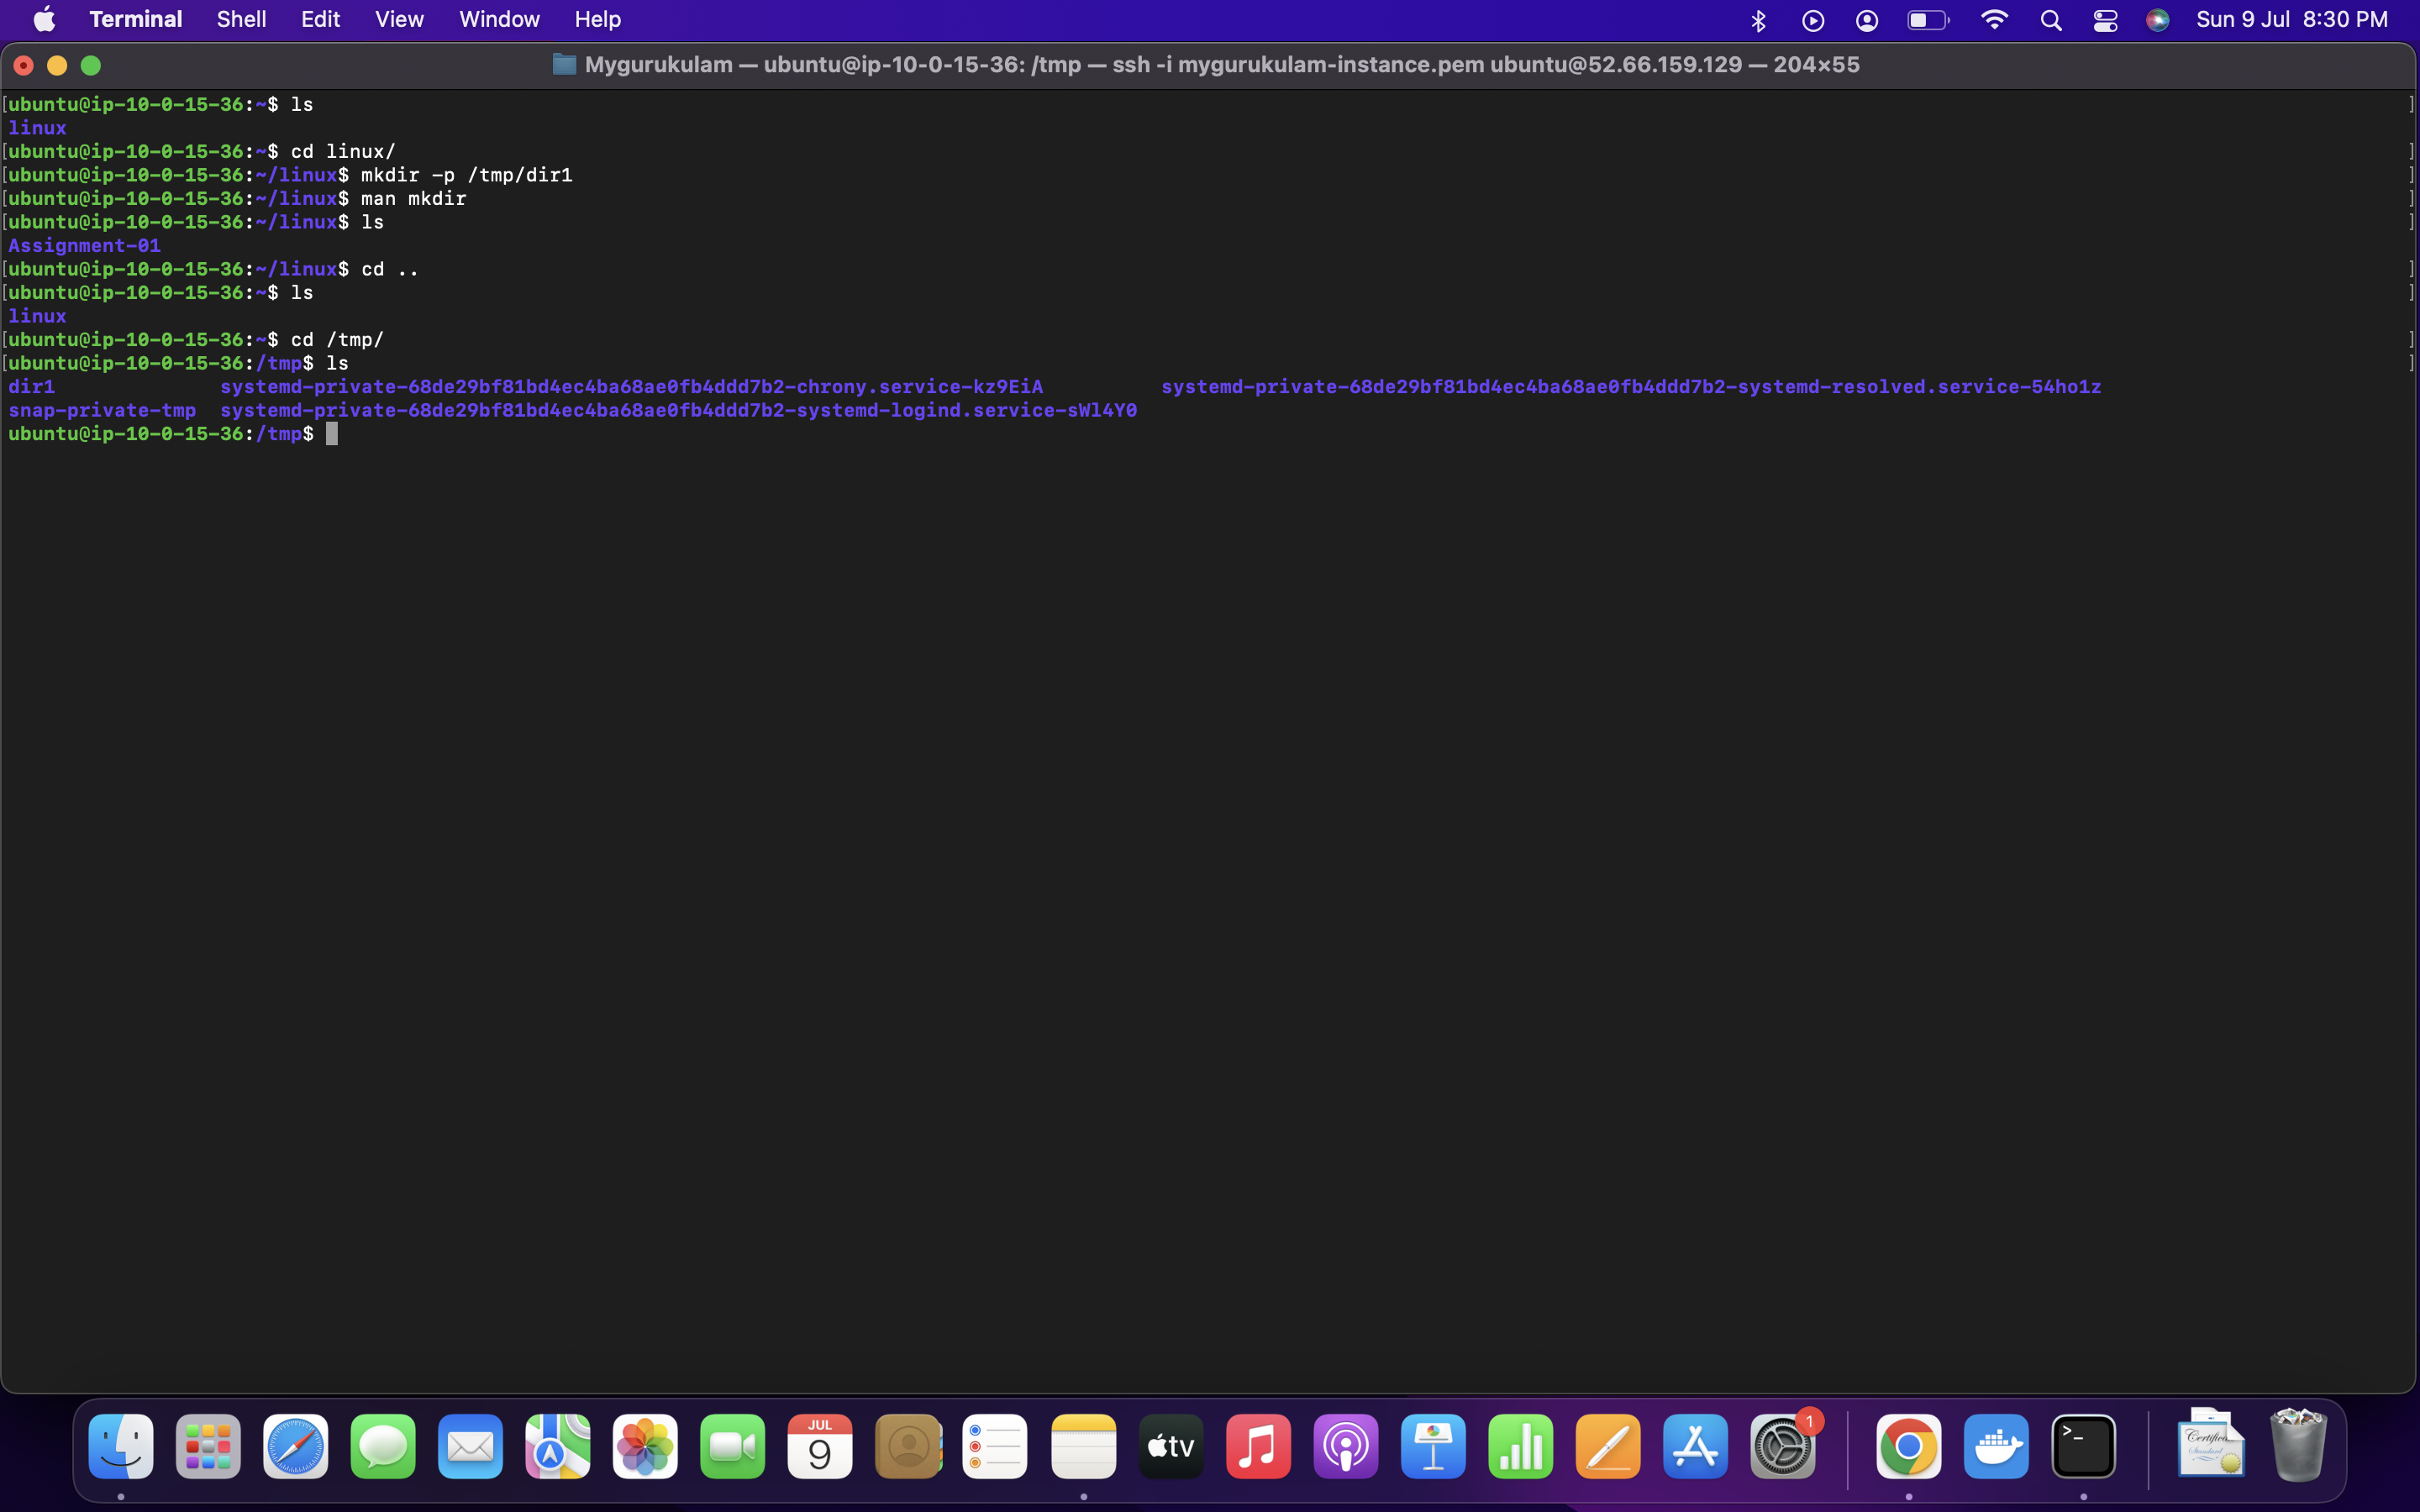 Terminal Shell Edit View Window Help Sun 9 Jul 8:30 PM
Mygurukulam — ubuntu@ip-10-0-15-36: /tmp — ssh -i mygurukulam-instance.pem ubuntu@52.66.159.129 — 204×55
[ubuntu@ip-10-0-15-36:~$ ls ]
linux
[ubuntu@ip-10-0-15-36:~$ cd linux/ ]
[ubuntu@ip-10-0-15-36:~/linux$ mkdir -p /tmp/dir1 ]
[ubuntu@ip-10-0-15-36:~/linux$ man mkdir ]
[ubuntu@ip-10-0-15-36:~/linux$ ls ]
Assignment-01
[ubuntu@ip-10-0-15-36:~/linux$ cd .. ]
[ubuntu@ip-10-0-15-36:~$ ls ]
linux
[ubuntu@ip-10-0-15-36:~$ cd /tmp/ ]
[ubuntu@ip-10-0-15-36:/tmp$ ls ]
dir1 systemd-private-68de29bf81bd4ec4ba68ae0fb4ddd7b2-chrony.service-kz9EiA systemd-private-68de29bf81bd4ec4ba68ae0fb4ddd7b2-systemd-resolved.service-54ho1z
snap-private-tmp systemd-private-68de29bf81bd4ec4ba68ae0fb4ddd7b2-systemd-logind.service-sWl4Y0
ubuntu@ip-10-0-15-36:/tmp$
JUL
9
tv
1
>_